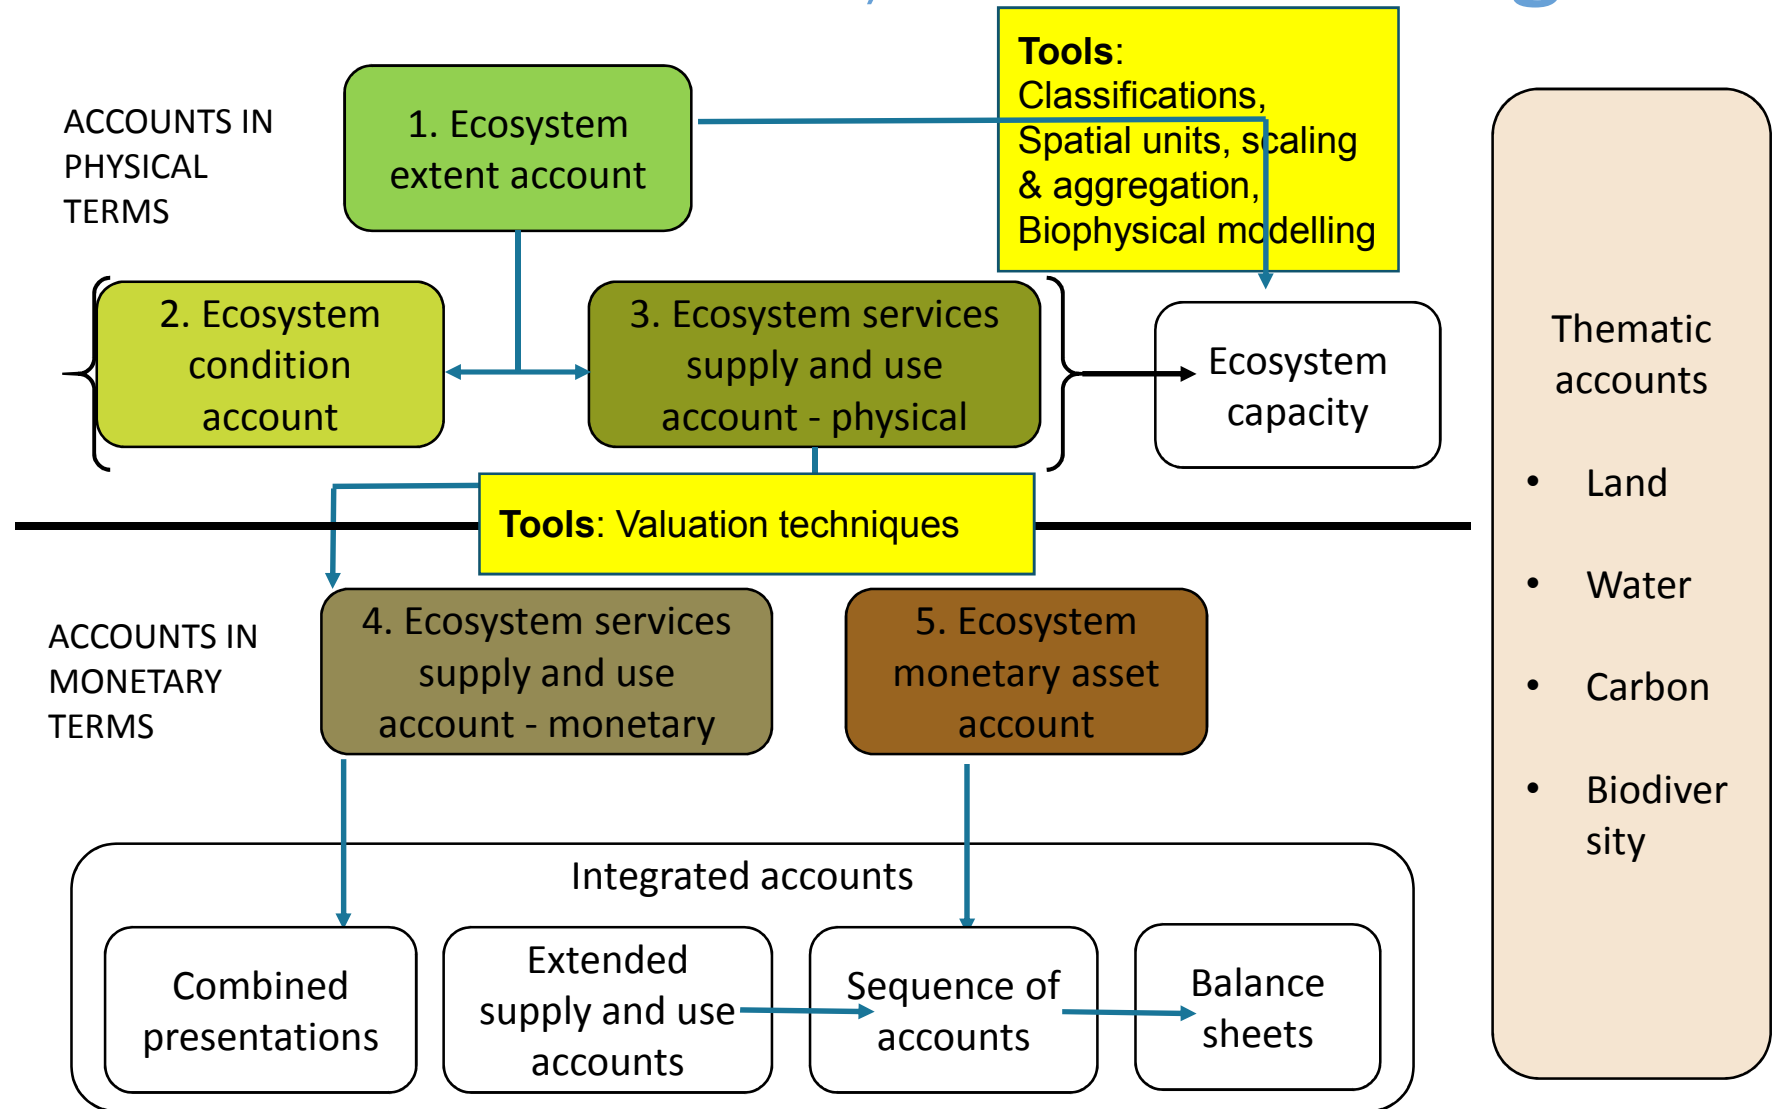 ACCOUNTS IN
PHYSICAL
TERMS
1. Ecosystem
extent account
Tools:
Classifications,
Spatial units, scaling
& aggregation,
Biophysical modelling
2. Ecosystem
condition
account
3. Ecosystem services
supply and use
account - physical
Ecosystem
capacity
Tools: Valuation techniques
ACCOUNTS IN
MONETARY
TERMS
4. Ecosystem services
supply and use
account - monetary
5. Ecosystem
monetary asset
account
Integrated accounts
Combined
presentations
Extended
supply and use
accounts
Sequence of
accounts
Balance
sheets
Thematic
accounts
• Land
• Water
• Carbon
• Biodiver
sity